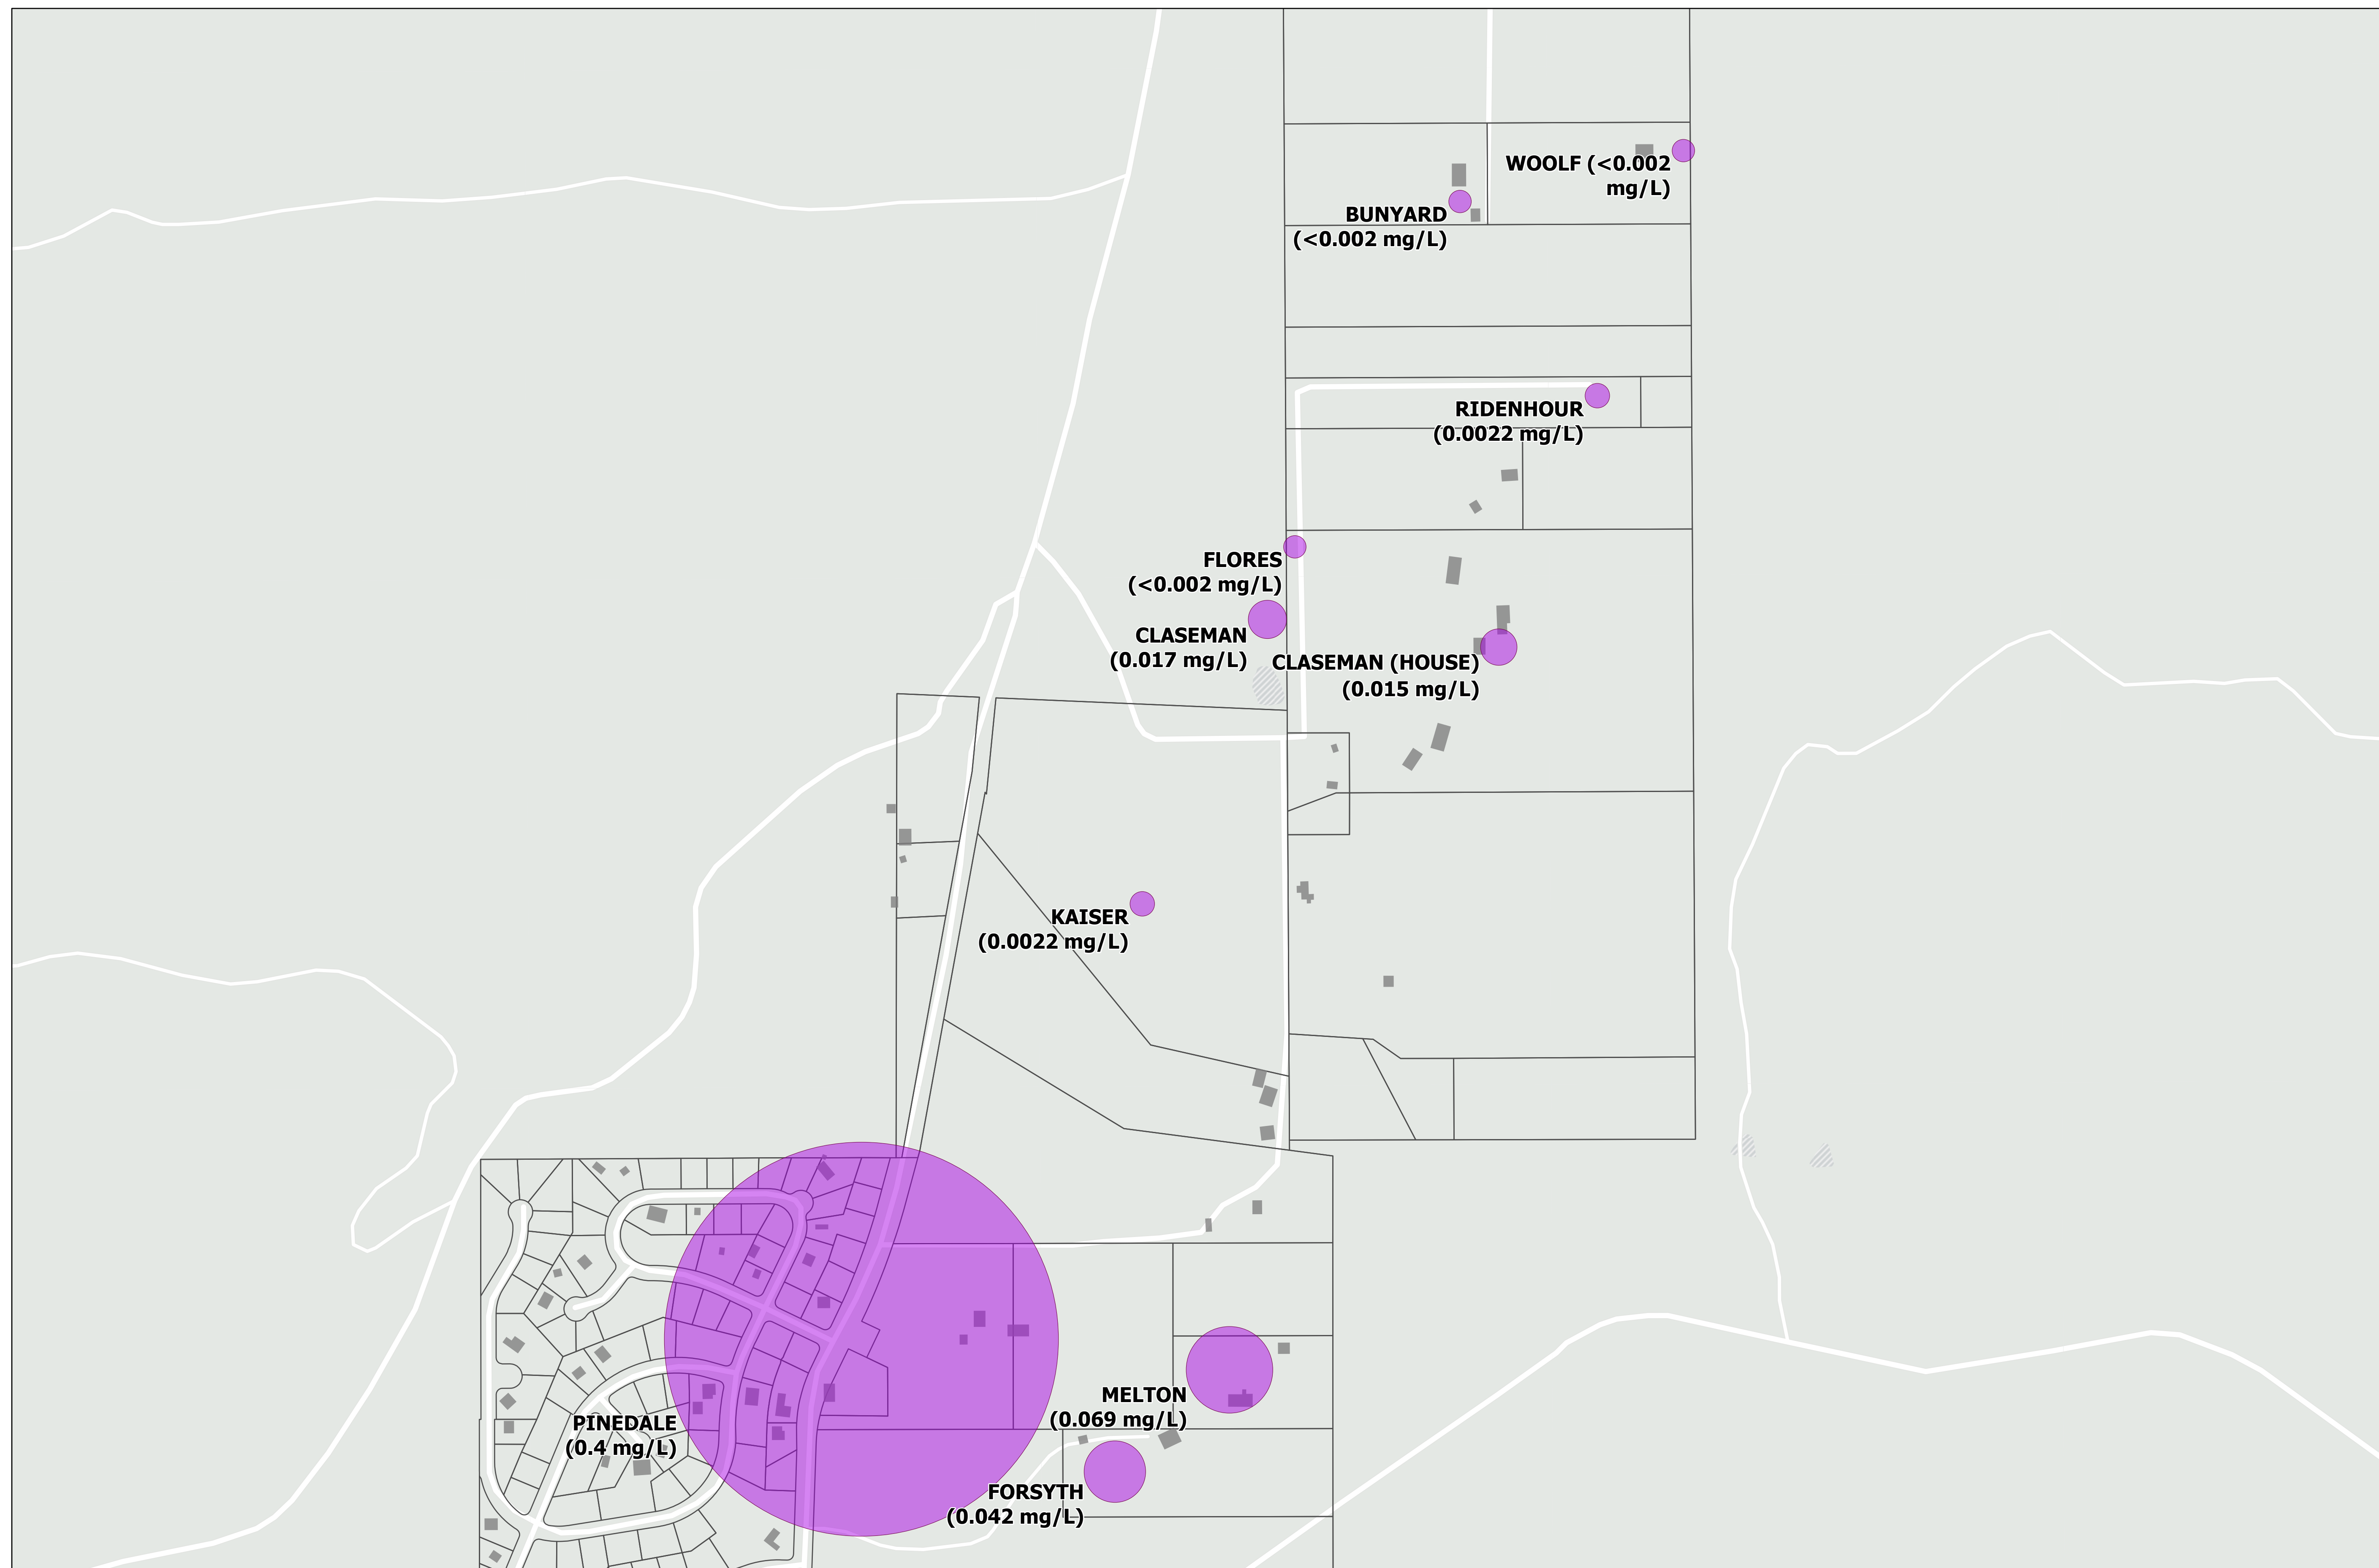 WOOLF (<0.002
mg/L)
BUNYARD
(<0.002 mg/L)
RIDENHOUR
(0.0022 mg/L)
FLORES
(<0.002 mg/L)
CLASEMAN
(0.017 mg/L)
CLASEMAN (HOUSE)
(0.015 mg/L)
KAISER
(0.0022 mg/L)
MELTON
(0.069 mg/L)
PINEDALE
(0.4 mg/L)
FORSYTH
(0.042 mg/L)